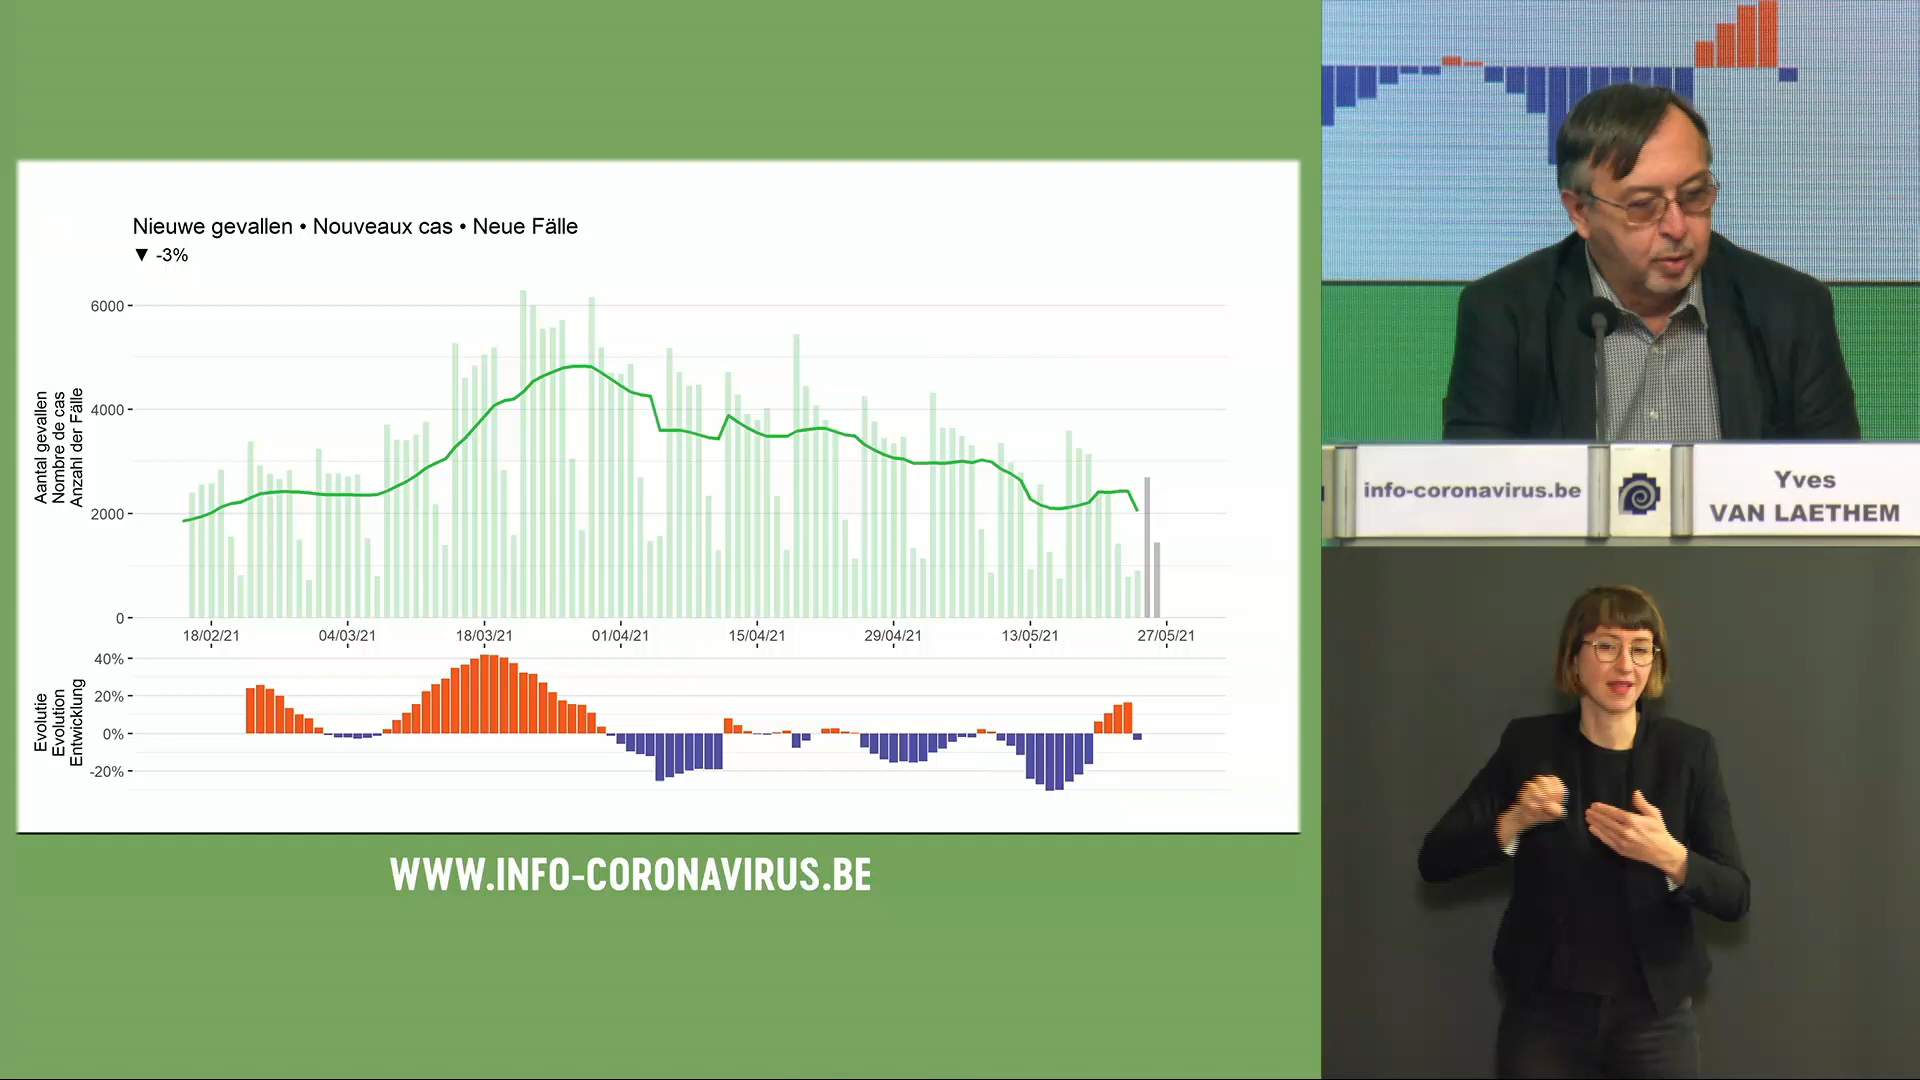 Nieuwe gevallen • Nouveaux cas • Neue Fälle
▼ -3%
Aantal gevallen
Nombre de cas
Anzahl der Fälle
6000
4000
2000
0
18/02/21
04/03/21
18/03/21
01/04/21
15/04/21
29/04/21
13/05/21
27/05/21
Evolutie
Evolution
Entwicklung
40%
20%
0%
-20%
WWW.INFO-CORONAVIRUS.BE
info-coronavirus.be
Yves
VAN LAETHEM